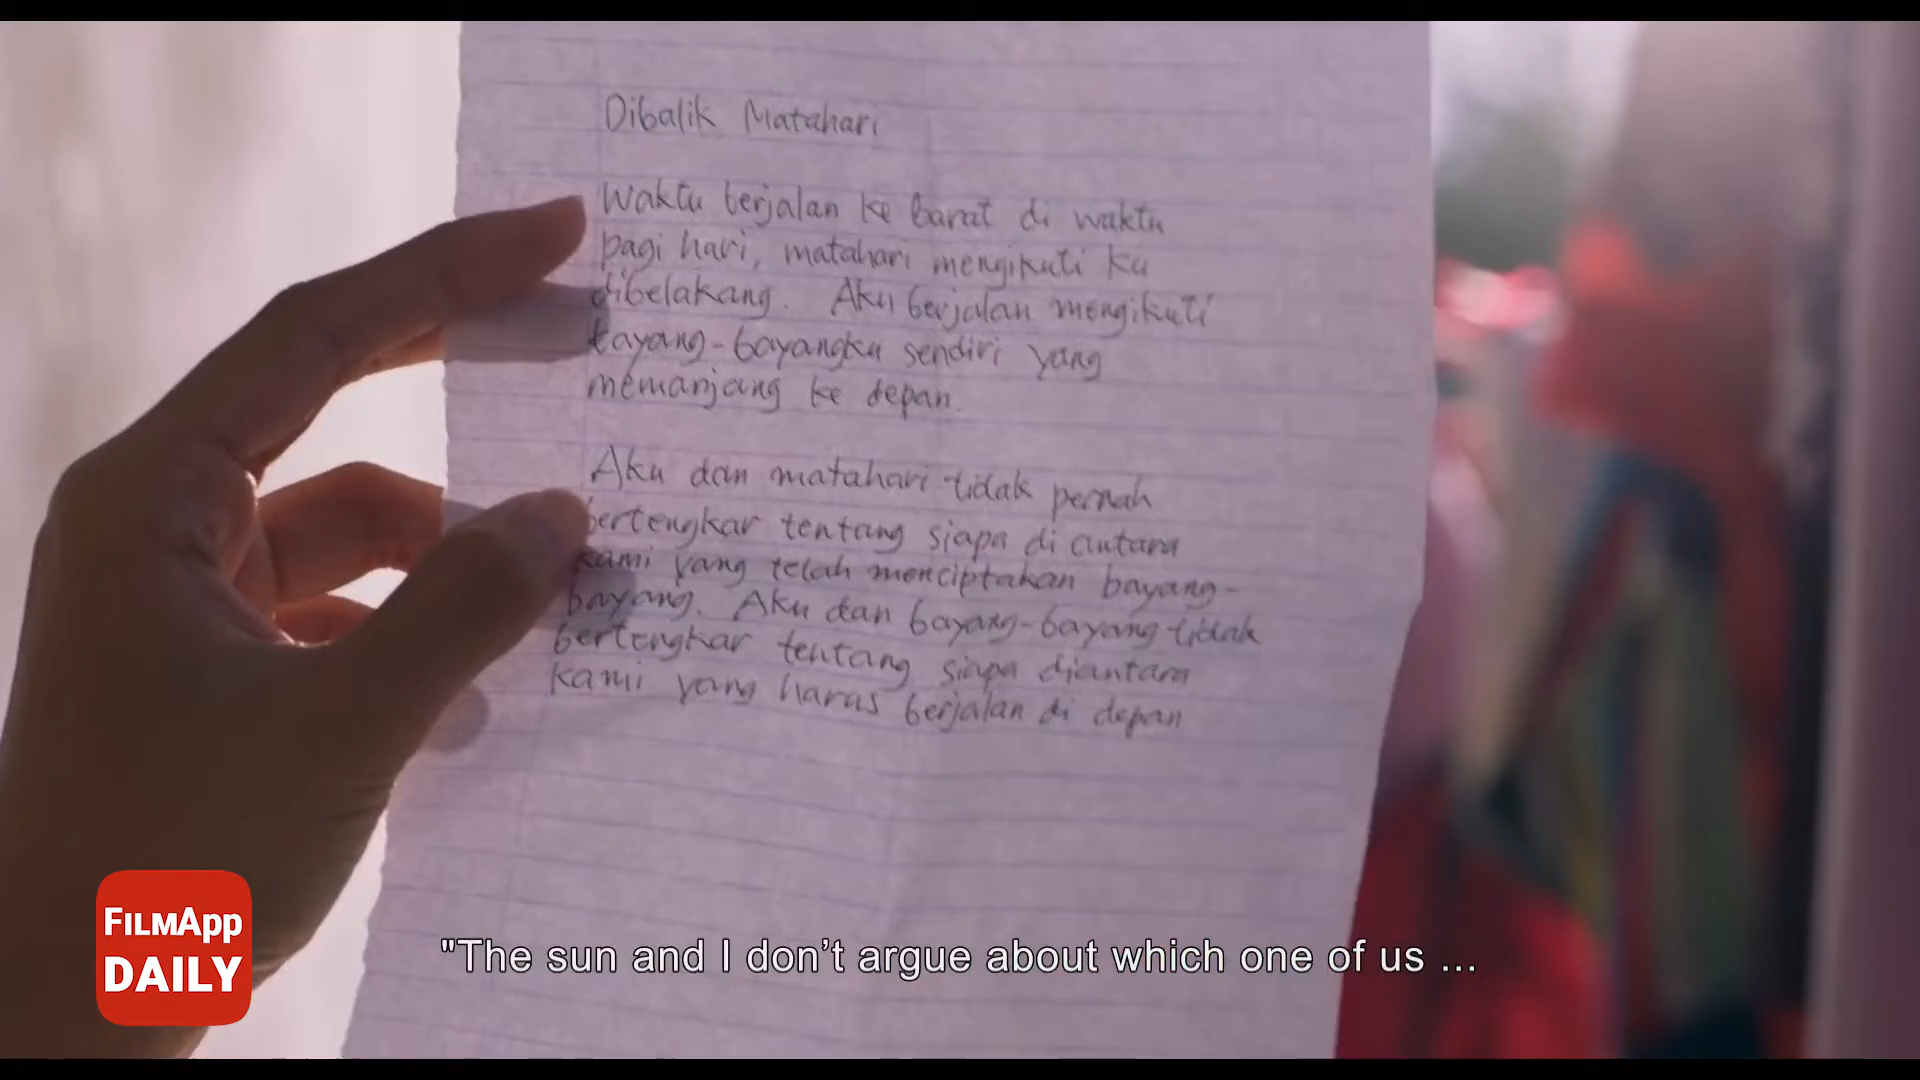 Dibalik Matahari
Waktu berjalan ke barat di waktu
pagi hari, matahari mengikuti ku
dibelakang. Aku berjalan mengikuti
bayang-bayangku sendiri yang
memanjang ke depan.
Aku dan matahari tidak pernah
bertengkar tentang siapa di antara
kami yang telah menciptakan bayang-
bayang. Aku dan bayang-bayang tidak
bertengkar tentang siapa diantara
kami yang harus berjalan di depan
FILMApp
DAILY
"The sun and I don’t argue about which one of us ...